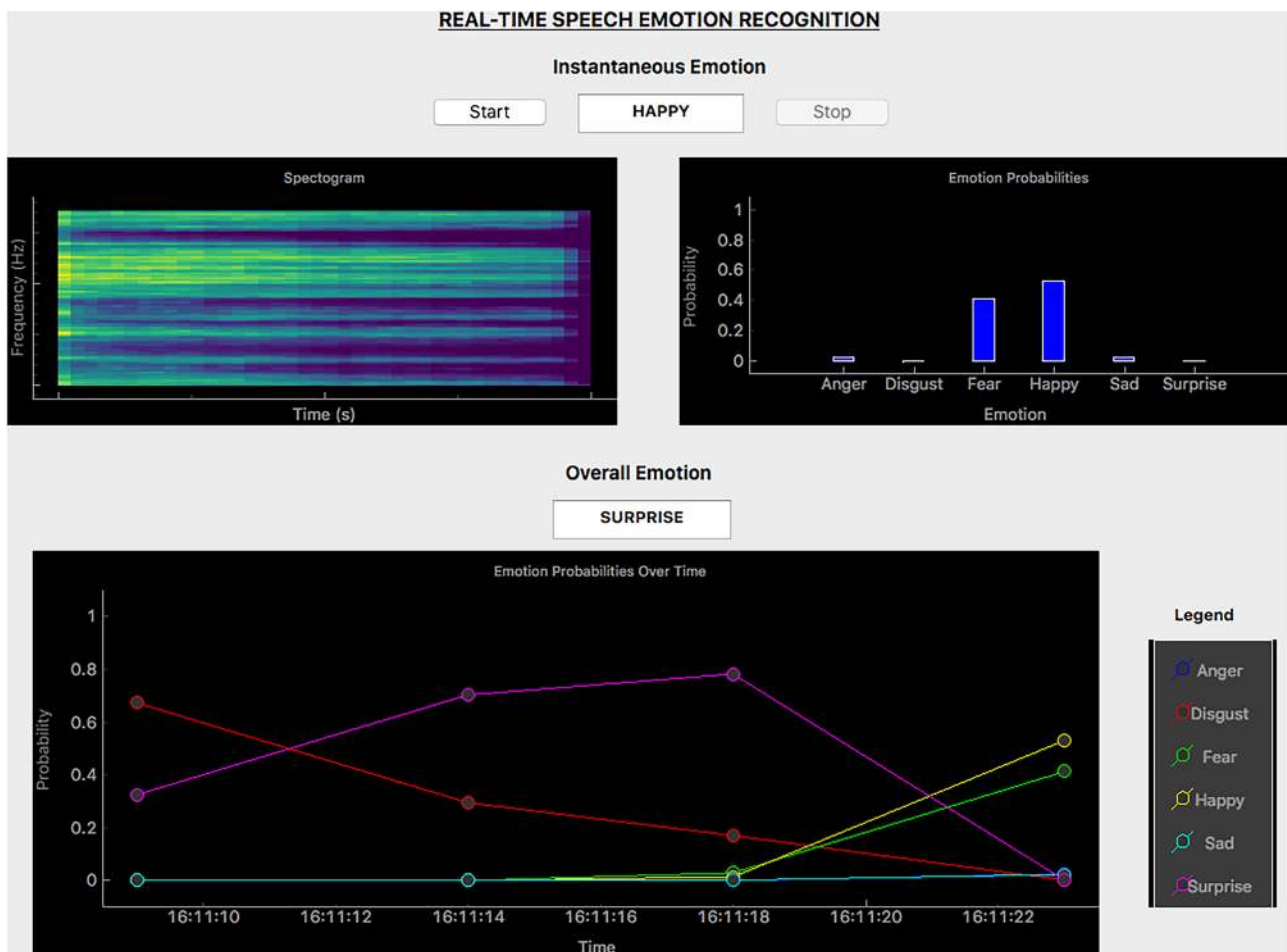 REAL-TIME SPEECH EMOTION RECOGNITION
Instantaneous Emotion
Start
HAPPY
Stop
Spectogram
Frequency (Hz)
Time (s)
Emotion Probabilities
Probability
1
0.8
0.6
0.4
0.2
0
Anger Disgust Fear Happy Sad Surprise
Emotion
Overall Emotion
SURPRISE
Emotion Probabilities Over Time
Probability
1
0.8
0.6
0.4
0.2
0
16:11:10 16:11:12 16:11:14 16:11:16 16:11:18 16:11:20 16:11:22
Time
Legend
Anger
Disgust
Fear
Happy
Sad
Surprise